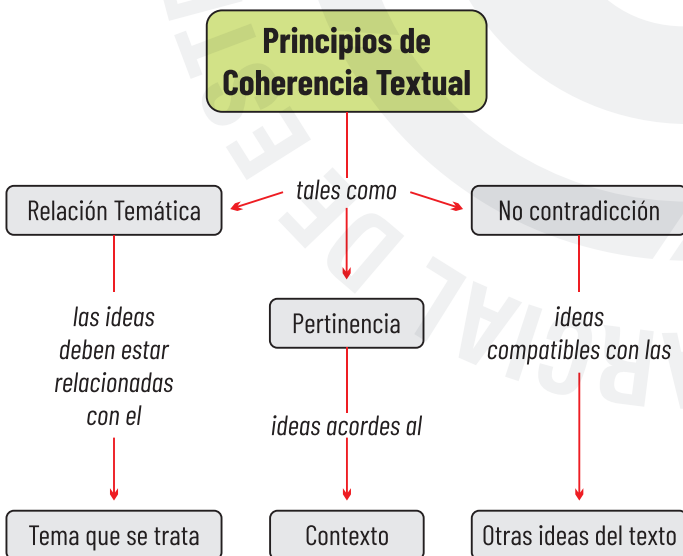 Principios de
Coherencia Textual
tales como
Relación Temática
No contradicción
Pertinencia
las ideas
deben estar
relacionadas
con el
ideas acordes al
ideas
compatibles con las
Tema que se trata
Contexto
Otras ideas del texto